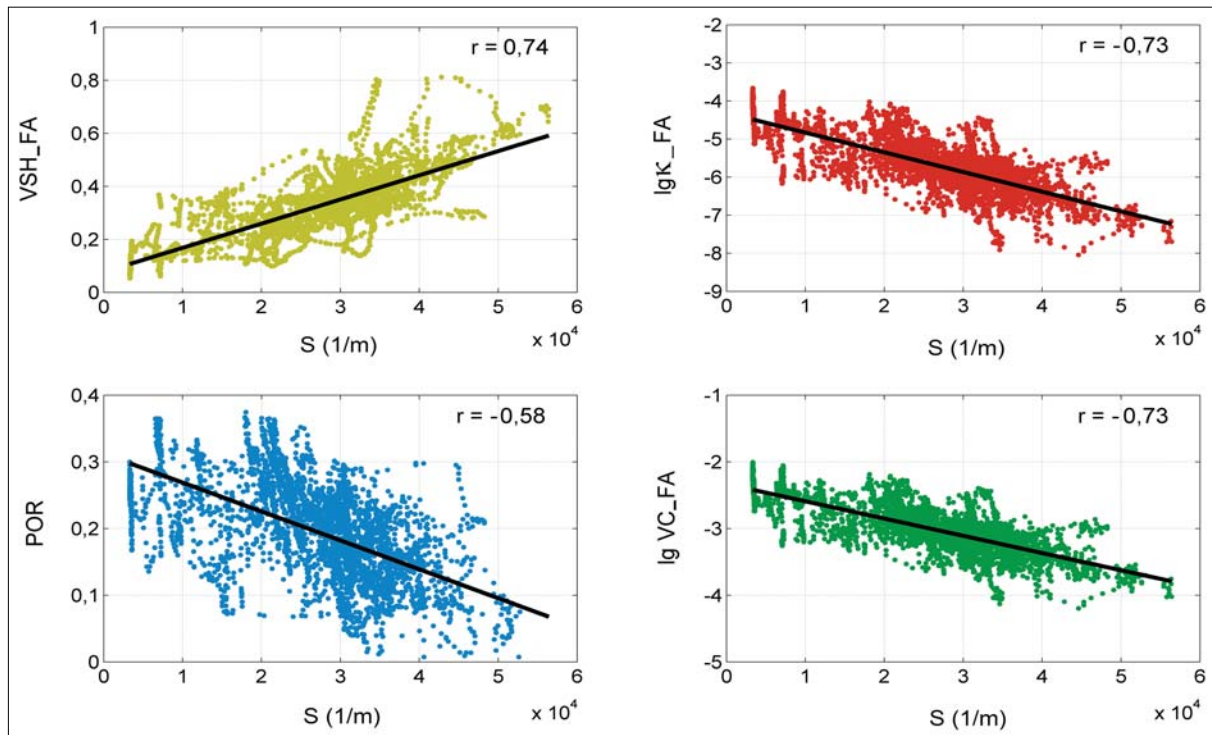 r = 0,74
1
0,8
0,6
0,4
0,2
0
VSH_FA
0 1 2 3 4 5 6
x 10⁴
S (1/m)
r = -0,73
-2
-3
-4
-5
-6
-7
-8
-9
lgκ_FA
0 1 2 3 4 5 6
x 10⁴
S (1/m)
r = -0,58
0,4
0,3
0,2
0,1
0
POR
0 1 2 3 4 5 6
x 10⁴
S (1/m)
r = -0,73
-1
-2
-3
-4
-5
lg VC_FA
0 1 2 3 4 5 6
x 10⁴
S (1/m)